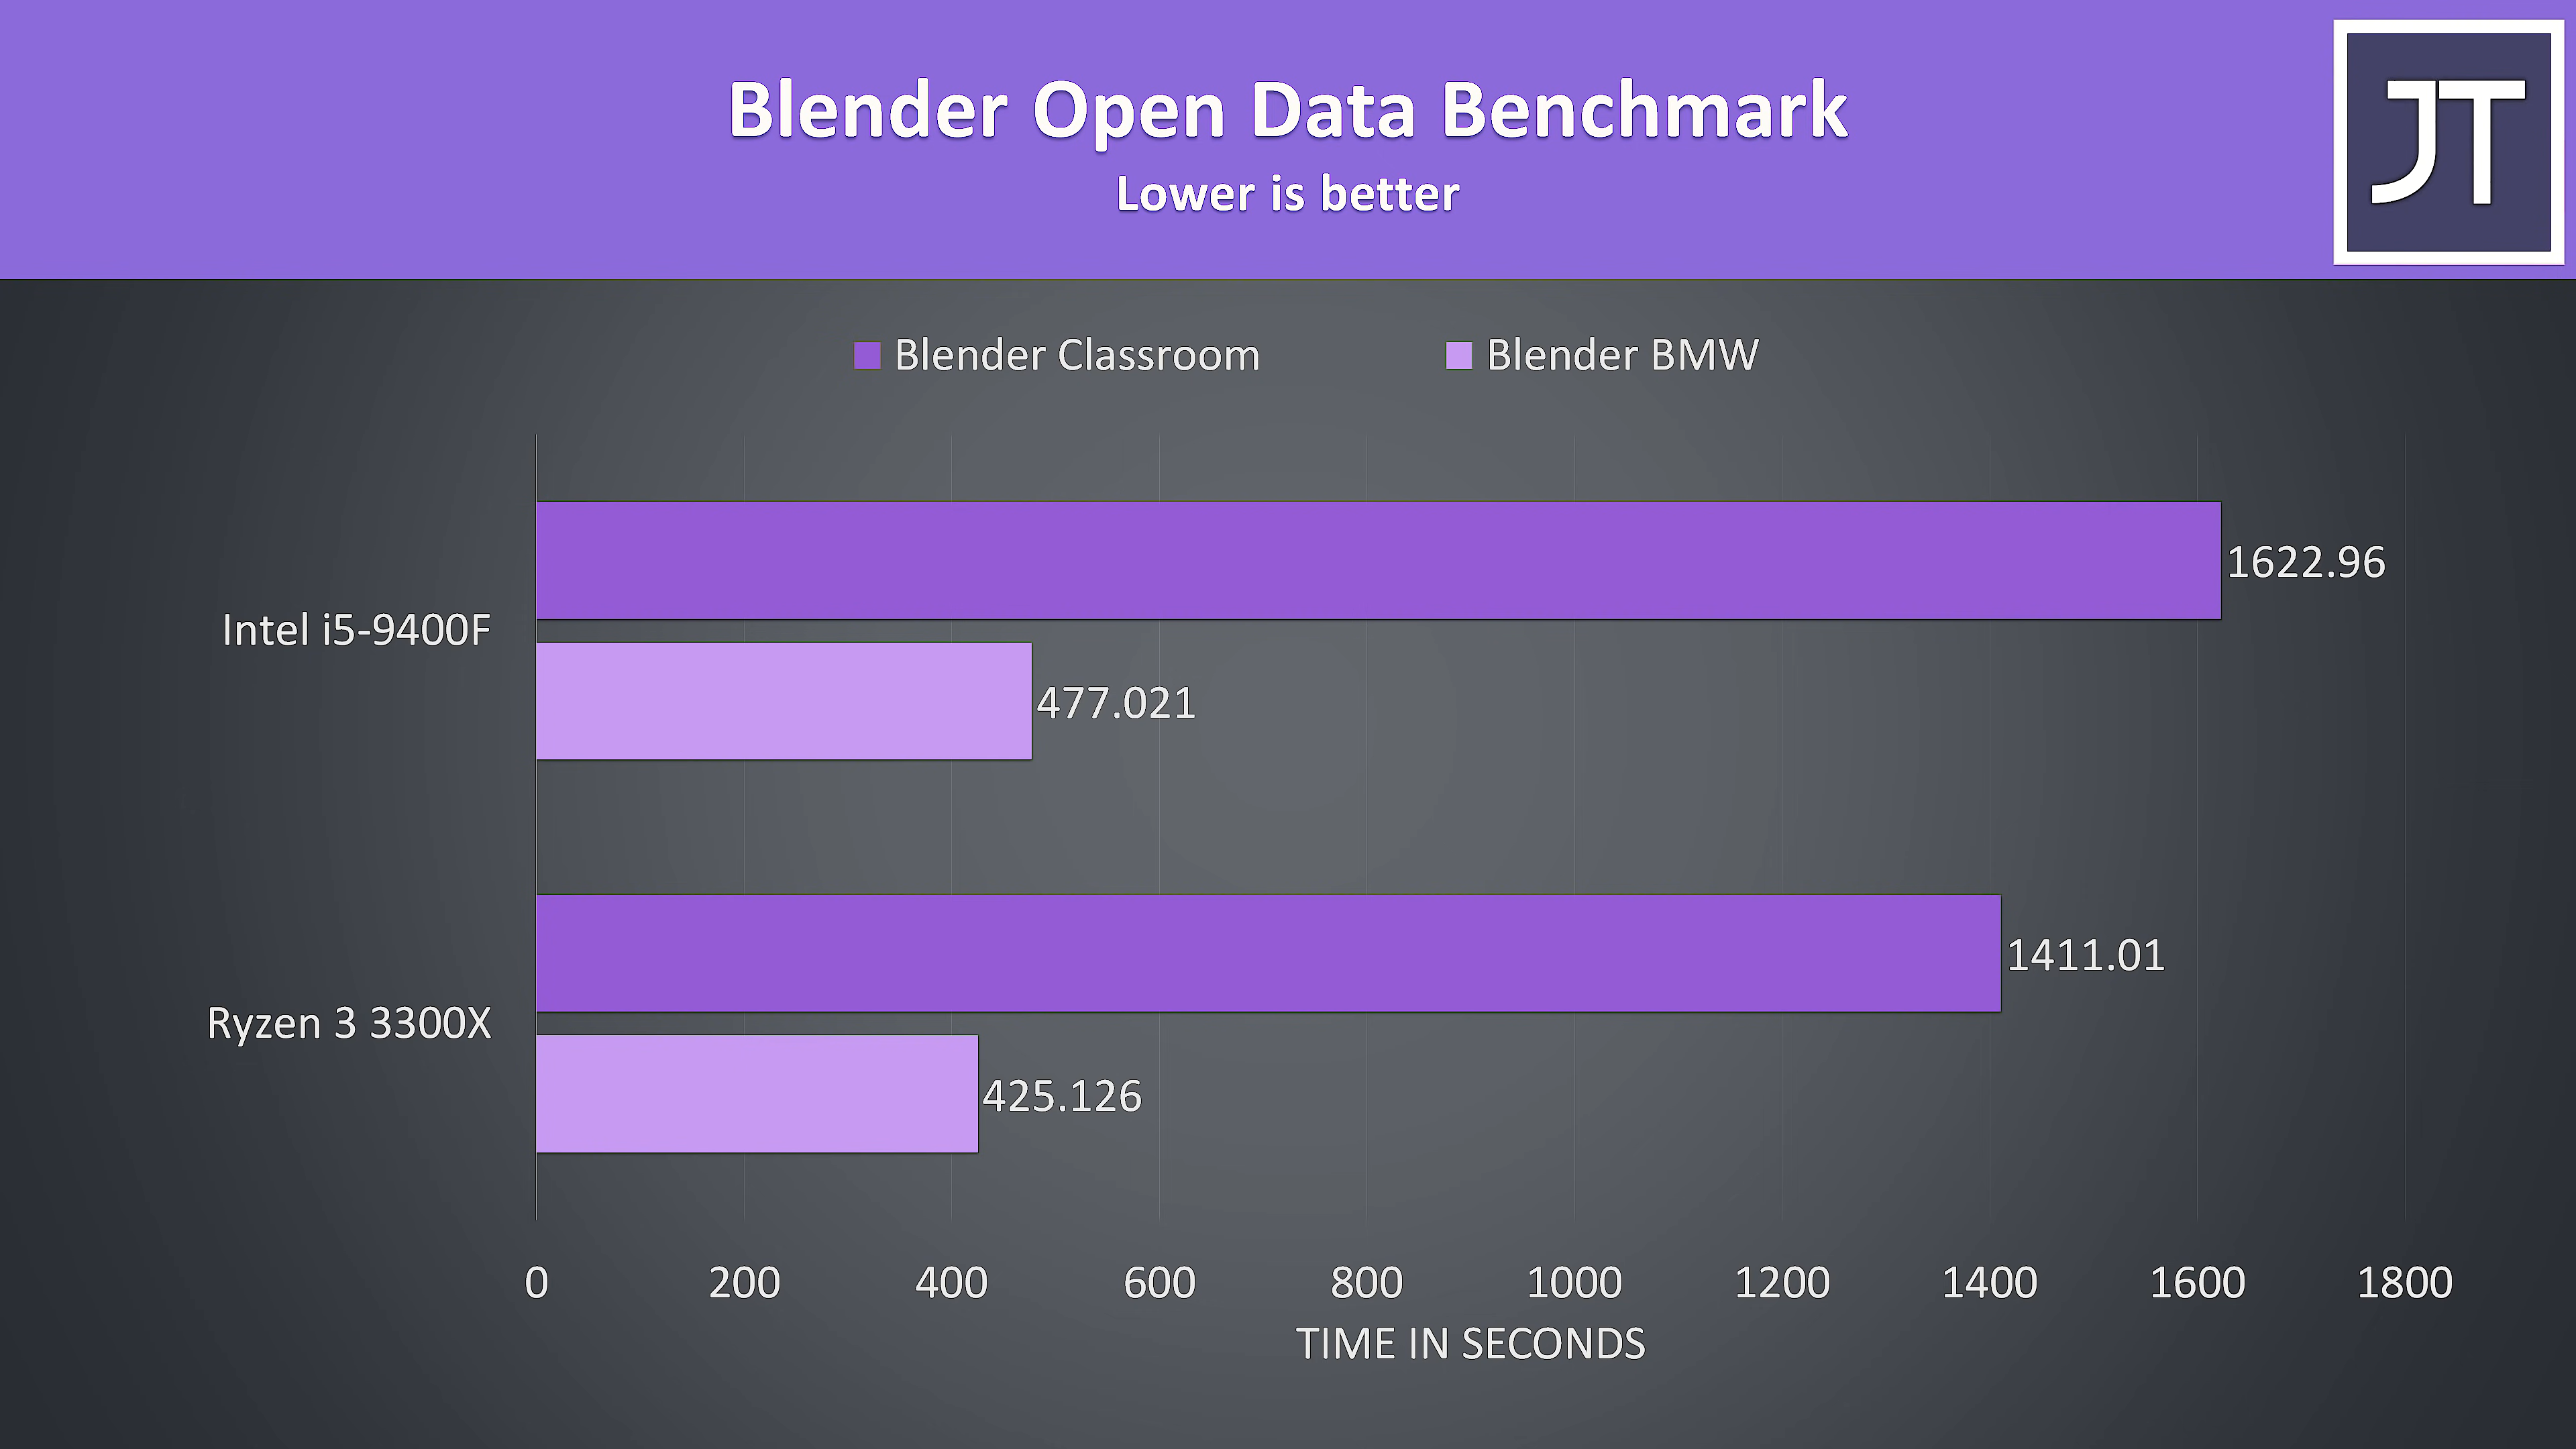 Blender Open Data Benchmark
Lower is better
JT
Blender Classroom
Blender BMW
1622.96
Intel i5-9400F
477.021
1411.01
Ryzen 3 3300X
425.126
0 200 400 600 800 1000 1200 1400 1600 1800
TIME IN SECONDS